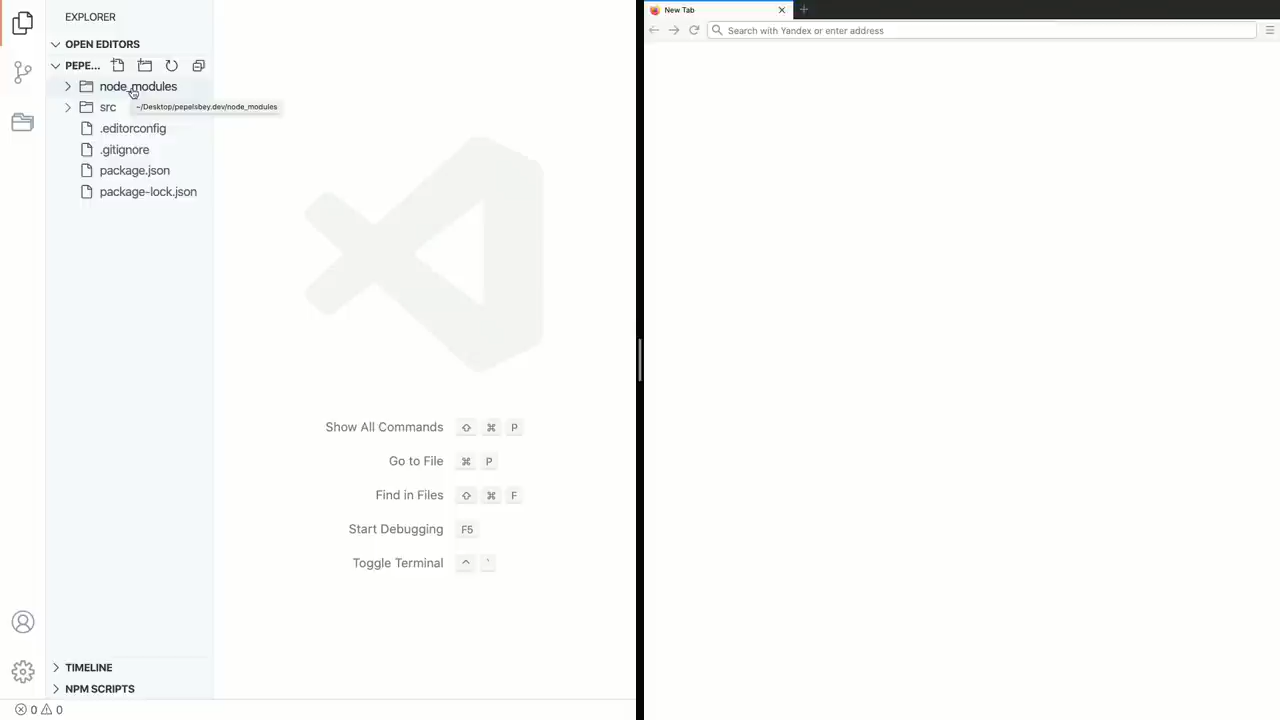 EXPLORER
OPEN EDITORS
PEPE...
node_modules
~/Desktop/pepelsbey.dev/node_modules
src
.editorconfig
.gitignore
package.json
package-lock.json
Show All Commands ⇧ ⌘ P
Go to File ⌘ P
Find in Files ⇧ ⌘ F
Start Debugging F5
Toggle Terminal ^ `
TIMELINE
NPM SCRIPTS
0 0
New Tab
Search with Yandex or enter address